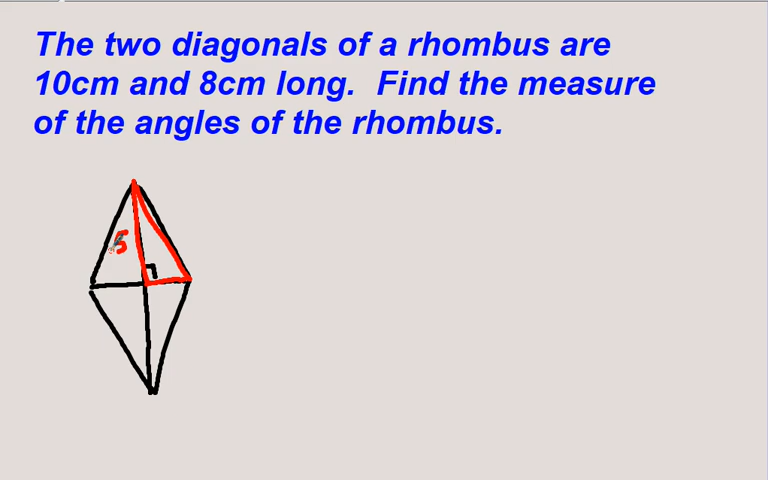 The two diagonals of a rhombus are
10cm and 8cm long. Find the measure
of the angles of the rhombus.
5